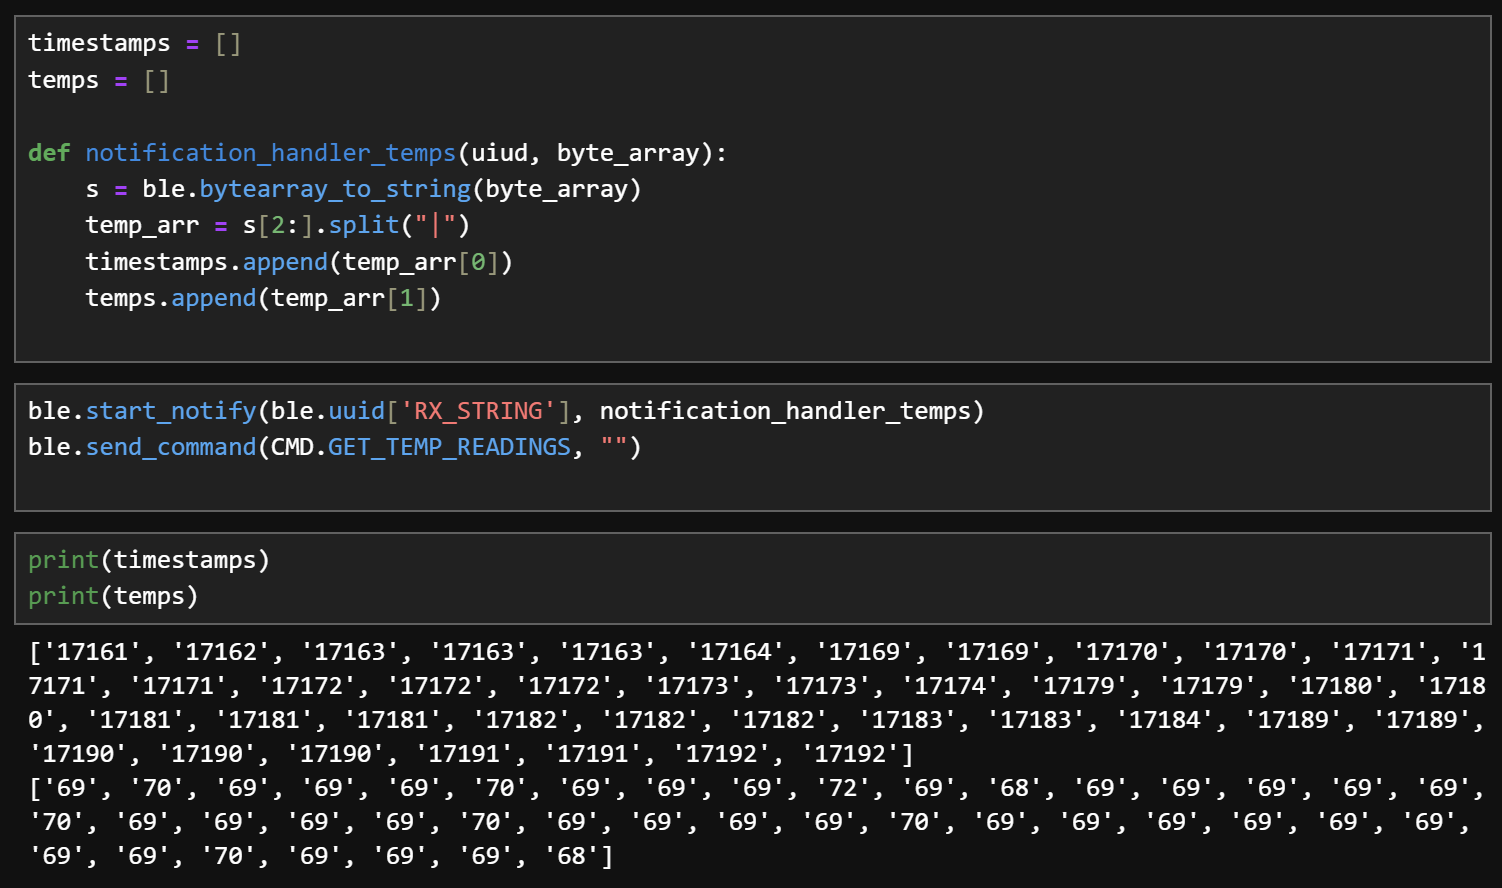 timestamps = []
temps = []
def notification_handler_temps(uiud, byte_array):
    s = ble.bytearray_to_string(byte_array)
    temp_arr = s[2:].split("|")
    timestamps.append(temp_arr[0])
    temps.append(temp_arr[1])
ble.start_notify(ble.uuid['RX_STRING'], notification_handler_temps)
ble.send_command(CMD.GET_TEMP_READINGS, "")
print(timestamps)
print(temps)
['17161', '17162', '17163', '17163', '17163', '17164', '17169', '17169', '17170', '17170', '17171', '1
7171', '17171', '17172', '17172', '17172', '17173', '17173', '17174', '17179', '17179', '17180', '1718
0', '17181', '17181', '17181', '17182', '17182', '17182', '17183', '17183', '17184', '17189', '17189',
'17190', '17190', '17190', '17191', '17191', '17192', '17192']
['69', '70', '69', '69', '69', '70', '69', '69', '69', '72', '69', '68', '69', '69', '69', '69', '69',
'70', '69', '69', '69', '69', '70', '69', '69', '69', '69', '70', '69', '69', '69', '69', '69', '69',
'69', '69', '70', '69', '69', '69', '68']